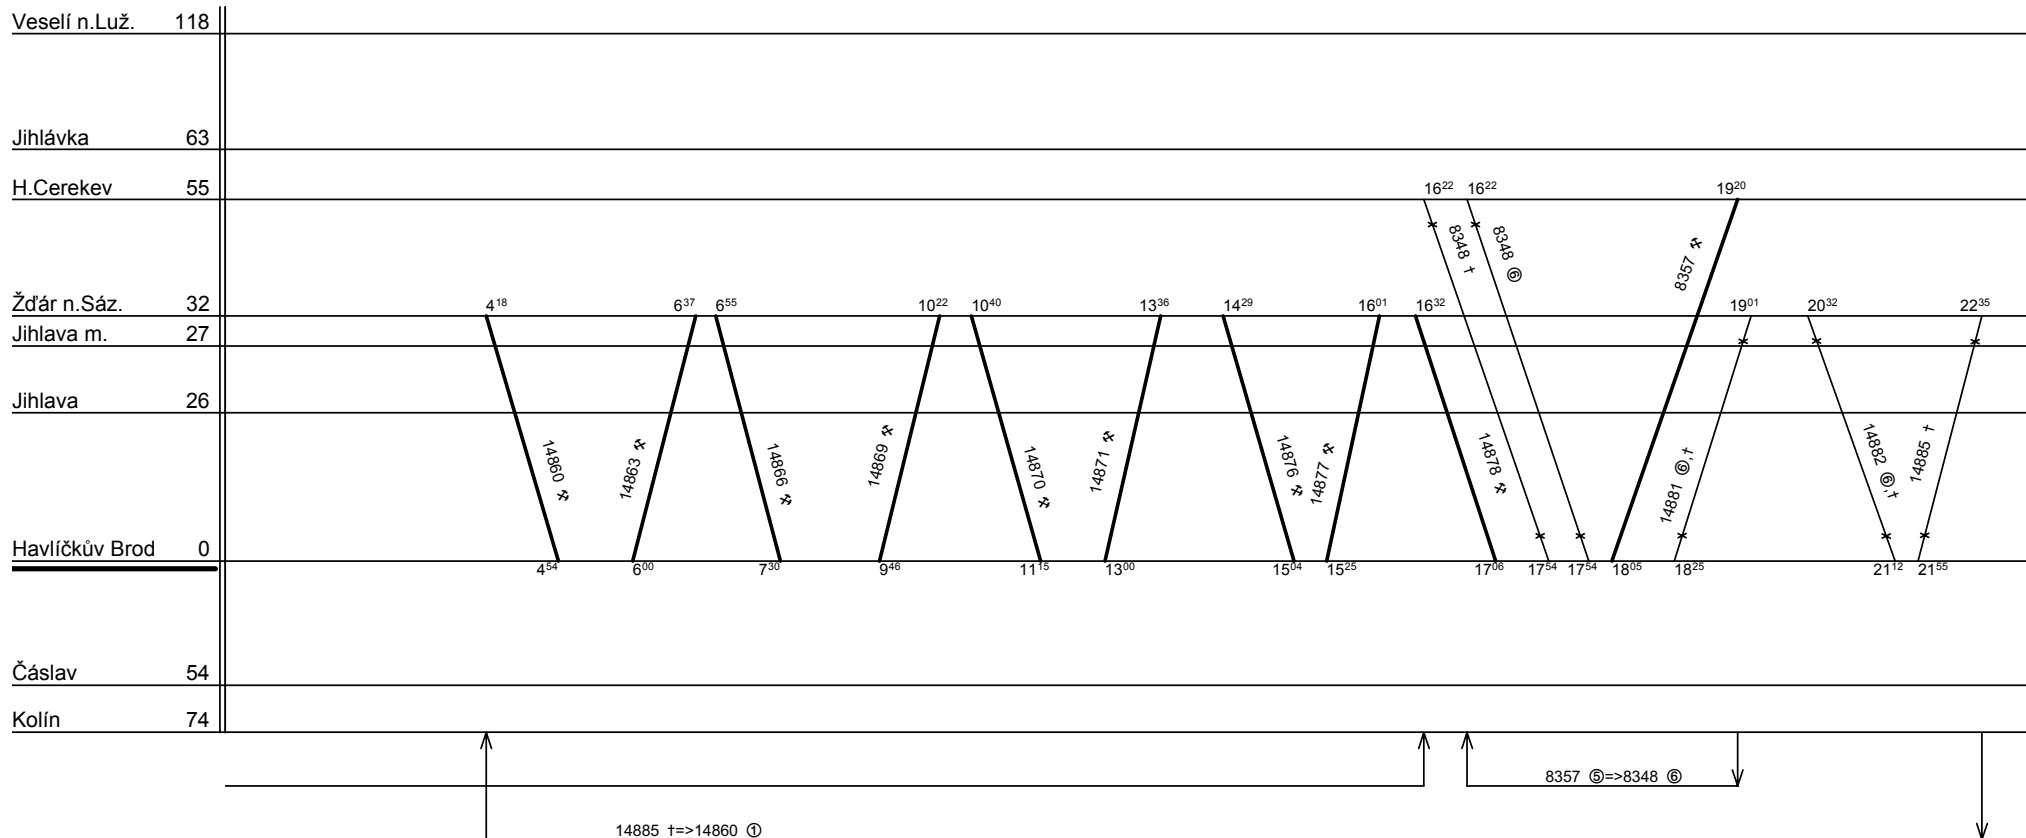 Veselí n.Luž. 118
Jihlávka 63
H.Cerekev 55
16²² 16²² 19²⁰
8348 † 8348 ⑥ 8357 ⚒
Žďár n.Sáz. 32
4¹⁸ 6³⁷ 6⁵⁵ 10²² 10⁴⁰ 13³⁶ 14²⁹ 16⁰¹ 16³² 19⁰¹ 20³² 22³⁵
Jihlava m. 27
Jihlava 26
14860 ⚒ 14863 ⚒ 14866 ⚒ 14869 ⚒ 14870 ⚒ 14871 ⚒ 14876 ⚒ 14877 ⚒ 14878 ⚒ 14881 ⑥,† 14882 ⑥,† 14885 †
Havlíčkův Brod 0
4⁵⁴ 6⁰⁰ 7³⁰ 9⁴⁶ 11¹⁵ 13⁰⁰ 15⁰⁴ 15²⁵ 17⁰⁶ 17⁵⁴ 17⁵⁴ 18⁰⁵ 18²⁵ 21¹² 21⁵⁵
Čáslav 54
Kolín 74
8357 ⑤=>8348 ⑥
14885 †=>14860 ①